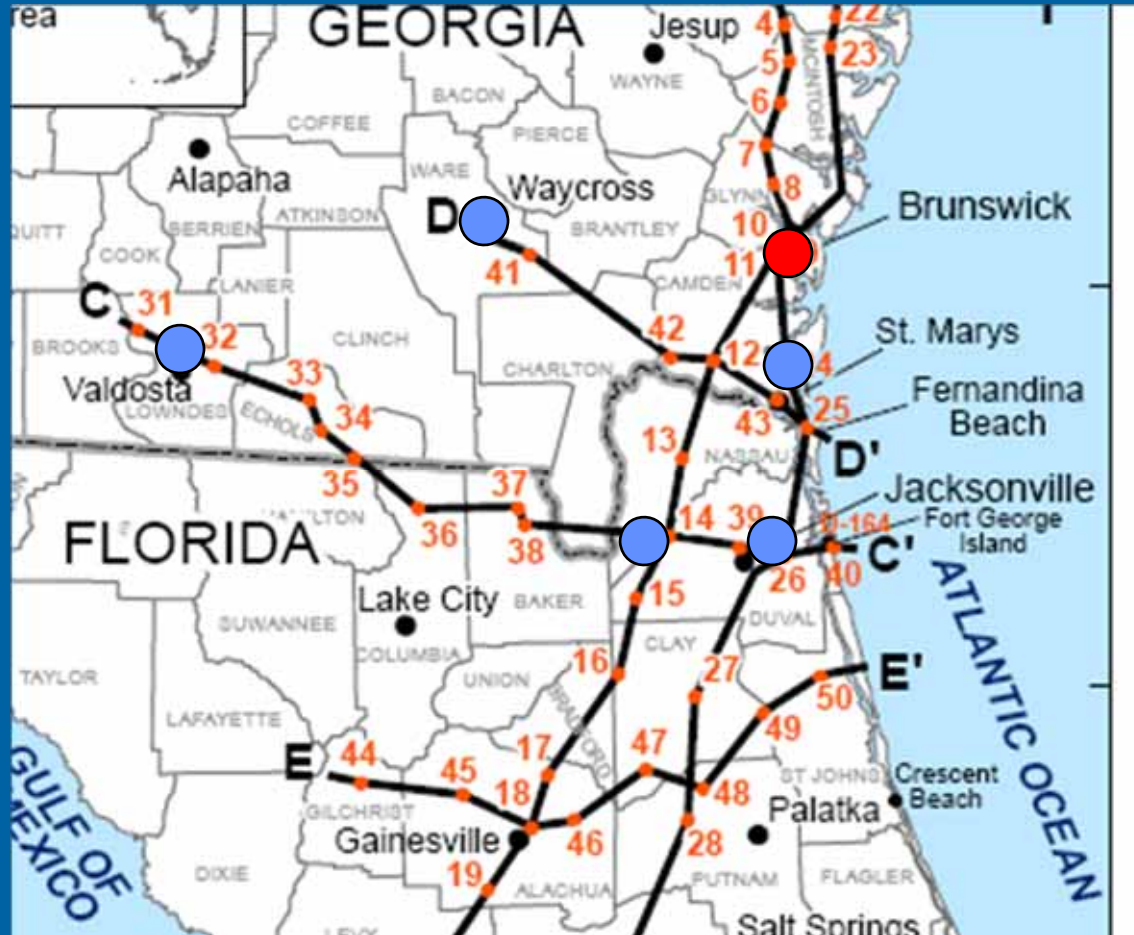 rea
GEORGIA
Jesup
4
22
5
23
MCINTOSH
WAYNE
BACON
6
COFFEE
PIERCE
7
Alapaha
WARE
Waycross
8
GLYNN
Brunswick
D
ATKINSON
10
BERRIEN
BRANTLEY
QUITT
COOK
41
11
CAMDEN
LANIER
C
31
32
42
12
4
St. Marys
BROOKS
CLINCH
CHARLTON
Valdosta
33
Fernandina
Beach
LOWNDES
ECHOLS
34
43
25
13
NASSAU
D'
35
37
Jacksonville
36
14
39
-164
Fort George
Island
FLORIDA
38
C'
26
40
ATLANTIC OCEAN
Lake City
BAKER
15
DUVAL
SUWANNEE
CLAY
COLUMBIA
16
27
E'
TAYLOR
UNION
50
BRADFORD
LAFAYETTE
49
E
44
45
17
47
GULF OF
MEXICO
18
48
ST JOHNS
Crescent
Beach
GILCHRIST
Palatka
Gainesville
46
28
DIXIE
19
ALACHUA
PUTNAM
FLAGLER
LEVY
Salt Springs